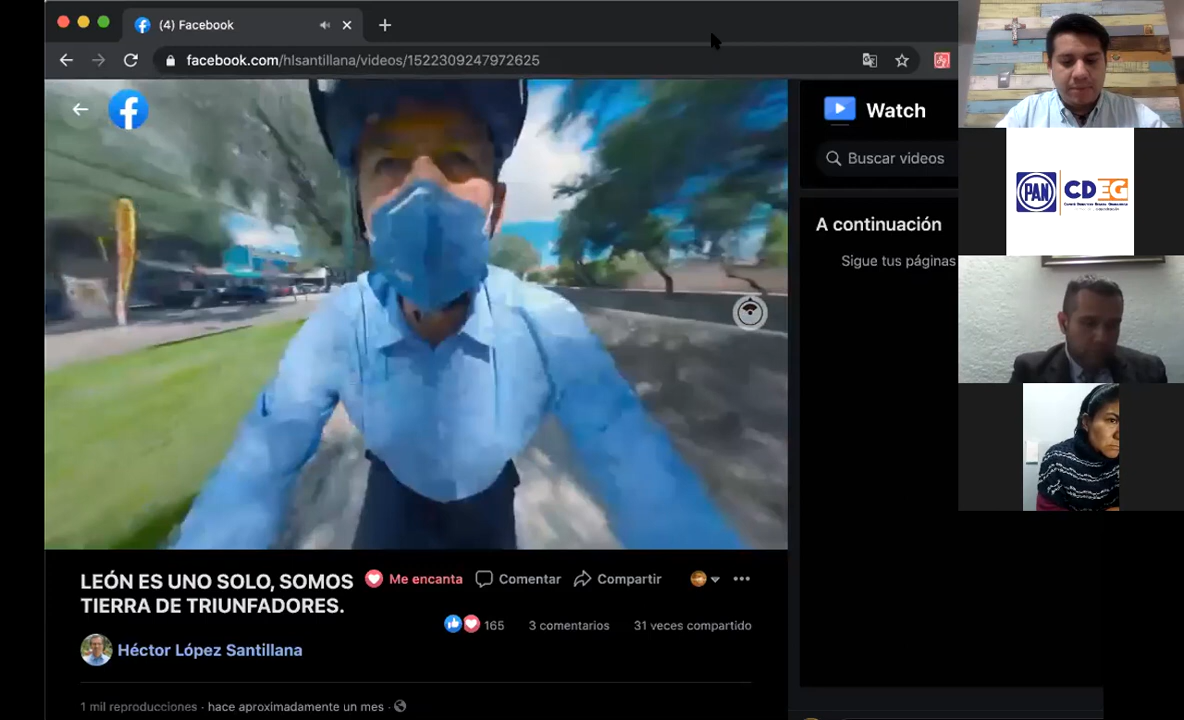 (4) Facebook
facebook.com/hlsantillana/videos/1522309247972625
Watch
Buscar videos
A continuación
Sigue tus páginas
PAN
CDEG
LEÓN ES UNO SOLO, SOMOS
TIERRA DE TRIUNFADORES.
Me encanta
Comentar
Compartir
165
3 comentarios
31 veces compartido
Héctor López Santillana
1 mil reproducciones · hace aproximadamente un mes ·